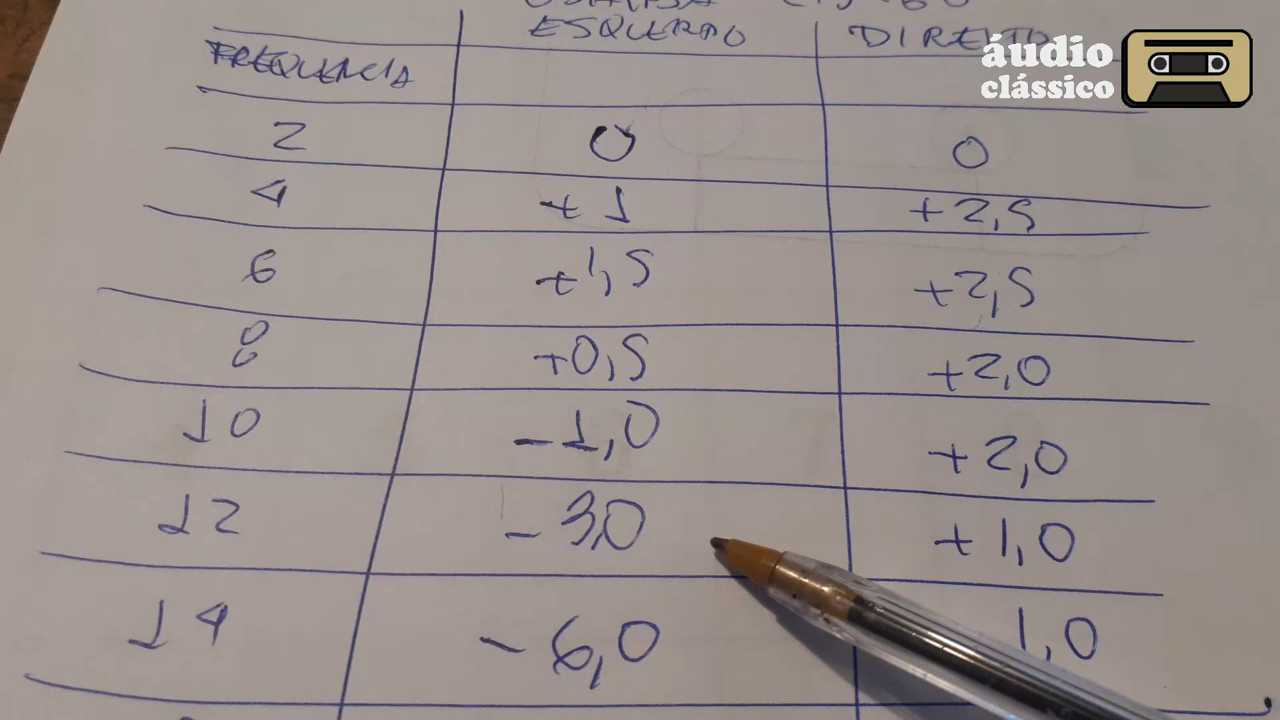 ESQUERDO DIREITO
áudio
clássico
FREQUENCIA
2 0 0
4 +1 +2,5
6 +1,5 +2,5
8 +0,5 +2,0
10 -1,0 +2,0
12 -3,0 +1,0
14 -6,0 1,0